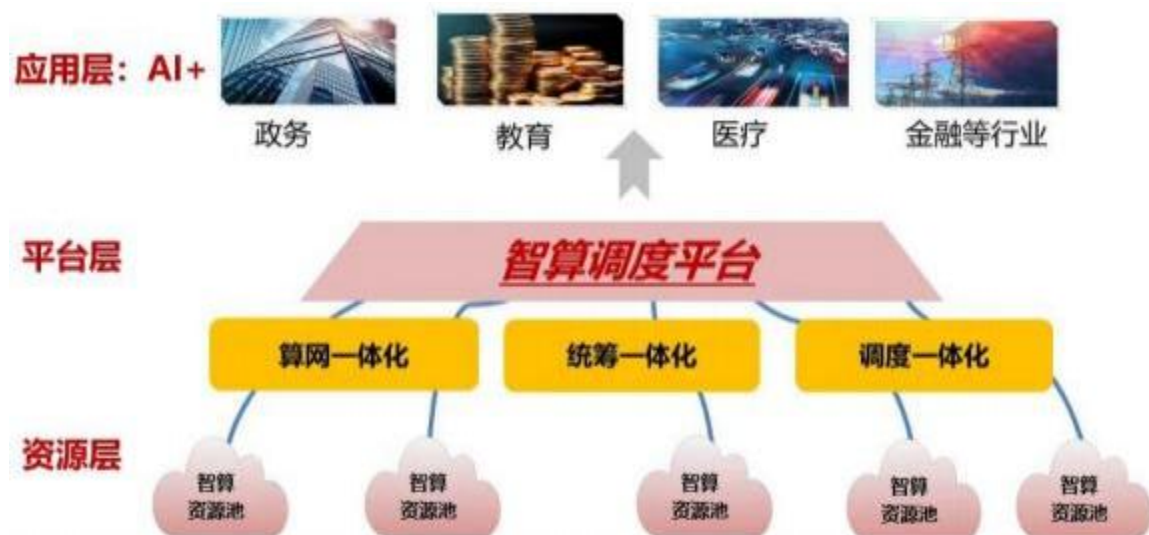 应用层：AI+
政务
教育
医疗
金融等行业
平台层
智算调度平台
算网一体化
统筹一体化
调度一体化
资源层
智算
资源池
智算
资源池
智算
资源池
智算
资源池
智算
资源池